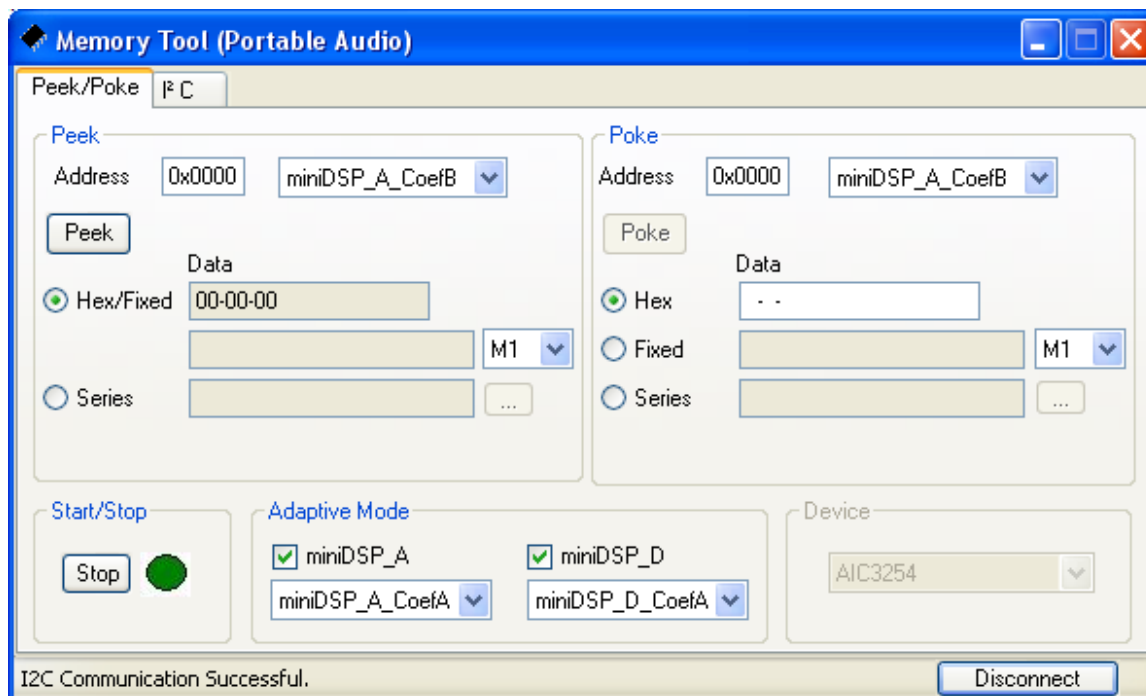 Memory Tool (Portable Audio)
Peek/Poke I² C
Peek
Address 0x0000 miniDSP_A_CoefB
Peek
Data
Hex/Fixed 00-00-00
M1
Series ...
Poke
Address 0x0000 miniDSP_A_CoefB
Poke
Data
Hex - -
Fixed M1
Series ...
Start/Stop
Stop
Adaptive Mode
miniDSP_A miniDSP_D
miniDSP_A_CoefA miniDSP_D_CoefA
Device
AIC3254
I2C Communication Successful. Disconnect